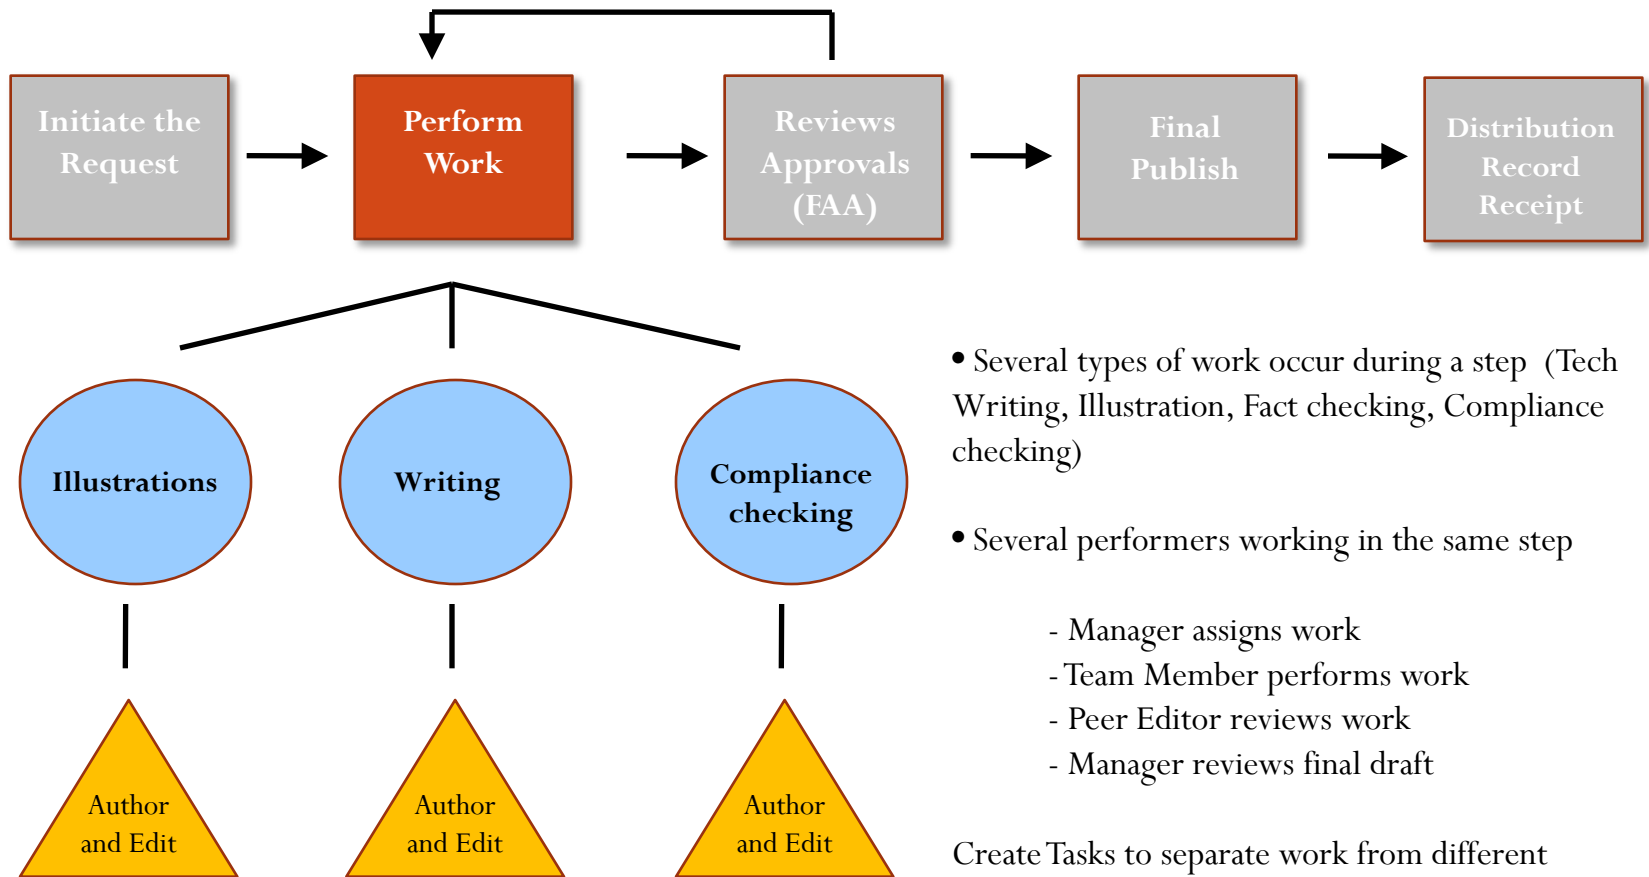 Initiate the
Request
Perform
Work
Reviews
Approvals
(FAA)
Final
Publish
Distribution
Record
Receipt
Illustrations
Writing
Compliance
checking
Author
and Edit
Author
and Edit
Author
and Edit
• Several types of work occur during a step (Tech
Writing, Illustration, Fact checking, Compliance
checking)
• Several performers working in the same step
- Manager assigns work
- Team Member performs work
- Peer Editor reviews work
- Manager reviews final draft
Create Tasks to separate work from different